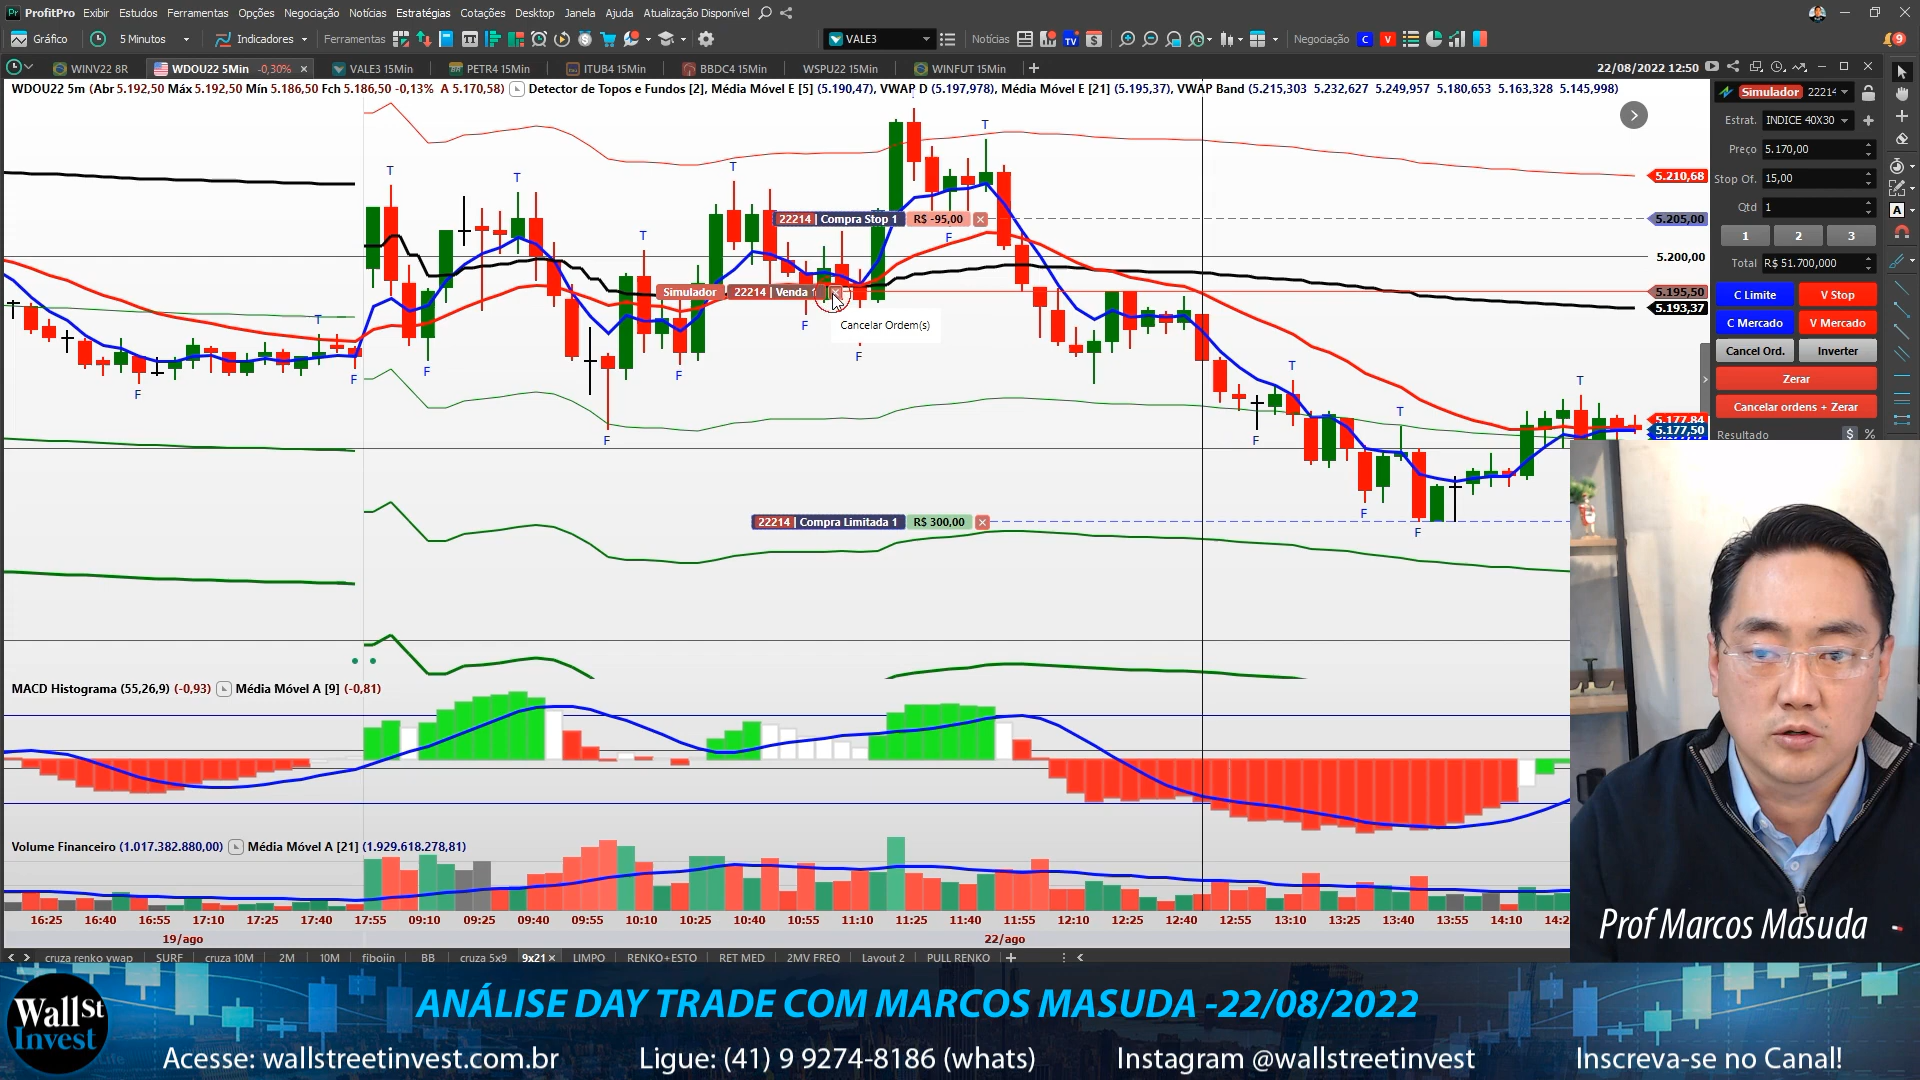 ProfitPro Exibir Estudos Ferramentas Opções Negociação Notícias Estratégias Cotações Desktop Janela Ajuda Atualização Disponível
Gráfico 5 Minutos Indicadores Ferramentas VALE3 Notícias TV Negociação C V 9
WINV22 8R WDOU22 5Min -0,30% VALE3 15Min PETR4 15Min ITUB4 15Min BBDC4 15Min WSPU22 15Min WINFUT 15Min 22/08/2022 12:50
WDOU22 5m (Abr 5.192,50 Máx 5.192,50 Mín 5.186,50 Fch 5.186,50 -0,13% A 5.170,58) Detector de Topos e Fundos [2], Média Móvel E [5] (5.190,47), VWAP D (5.197,978), Média Móvel E [21] (5.195,37), VWAP Band (5.215,303 5.232,627 5.249,957 5.180,653 5.163,328 5.145,998)
Simulador 22214
Estrat. INDICE 40X30
Preço 5.170,00
Stop Of. 15,00
Qtd 1
1 2 3
Total R$ 51.700,000
C Limite V Stop
C Mercado V Mercado
Cancel Ord. Inverter
Zerar
Cancelar ordens + Zerar
Resultado $ %
5.210,68
5.205,00
5.200,00
5.195,50
5.193,37
5.177,84
5.177,50
22214 | Compra Stop 1 R$ -95,00
Simulador 22214 | Venda 1
Cancelar Ordem(s)
22214 | Compra Limitada 1 R$ 300,00
T T T T T T T T T
F F F F F F F F F F F
MACD Histograma (55,26,9) (-0,93) Média Móvel A [9] (-0,81)
Volume Financeiro (1.017.382.880,00) Média Móvel A [21] (1.929.618.278,81)
16:25 16:40 16:55 17:10 17:25 17:40 17:55 09:10 09:25 09:40 09:55 10:10 10:25 10:40 10:55 11:10 11:25 11:40 11:55 12:10 12:25 12:40 12:55 13:10 13:25 13:40 13:55 14:10 14:2
19/ago 22/ago
cruza renko vwap SURF cruza 10M 2M 10M fiboiin BB cruza 5x9 9x21 LIMPO RENKO+ESTO RET MED 2MV FREQ Layout 2 PULL RENKO
Prof Marcos Masuda
Wall St
Invest
ANÁLISE DAY TRADE COM MARCOS MASUDA -22/08/2022
Acesse: wallstreetinvest.com.br Ligue: (41) 9 9274-8186 (whats) Instagram @wallstreetinvest Inscreva-se no Canal!